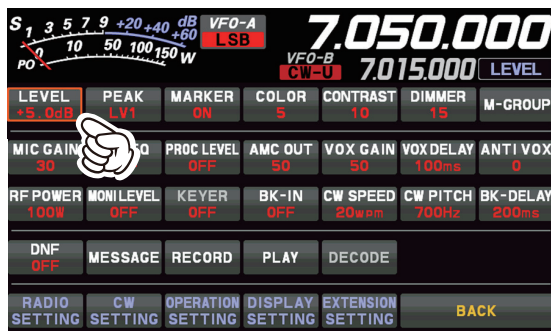 S 1 3 5 7 9 +20 +40 +60 dB VFO-A 7.050.000
LSB
PO 0 10 50 100 150 W VFO-B
CW-U 7.015.000 LEVEL
LEVEL PEAK MARKER COLOR CONTRAST DIMMER M-GROUP
+5.0dB LV1 ON 5 10 15
MIC GAIN PROC LEVEL AMC OUT VOX GAIN VOX DELAY ANTI VOX
30 OFF 50 50 100ms 0
RF POWER MONI LEVEL KEYER BK-IN CW SPEED CW PITCH BK-DELAY
100W OFF OFF OFF 20wpm 700Hz 200ms
DNF MESSAGE RECORD PLAY DECODE
OFF
RADIO CW OPERATION DISPLAY EXTENSION BACK
SETTING SETTING SETTING SETTING SETTING